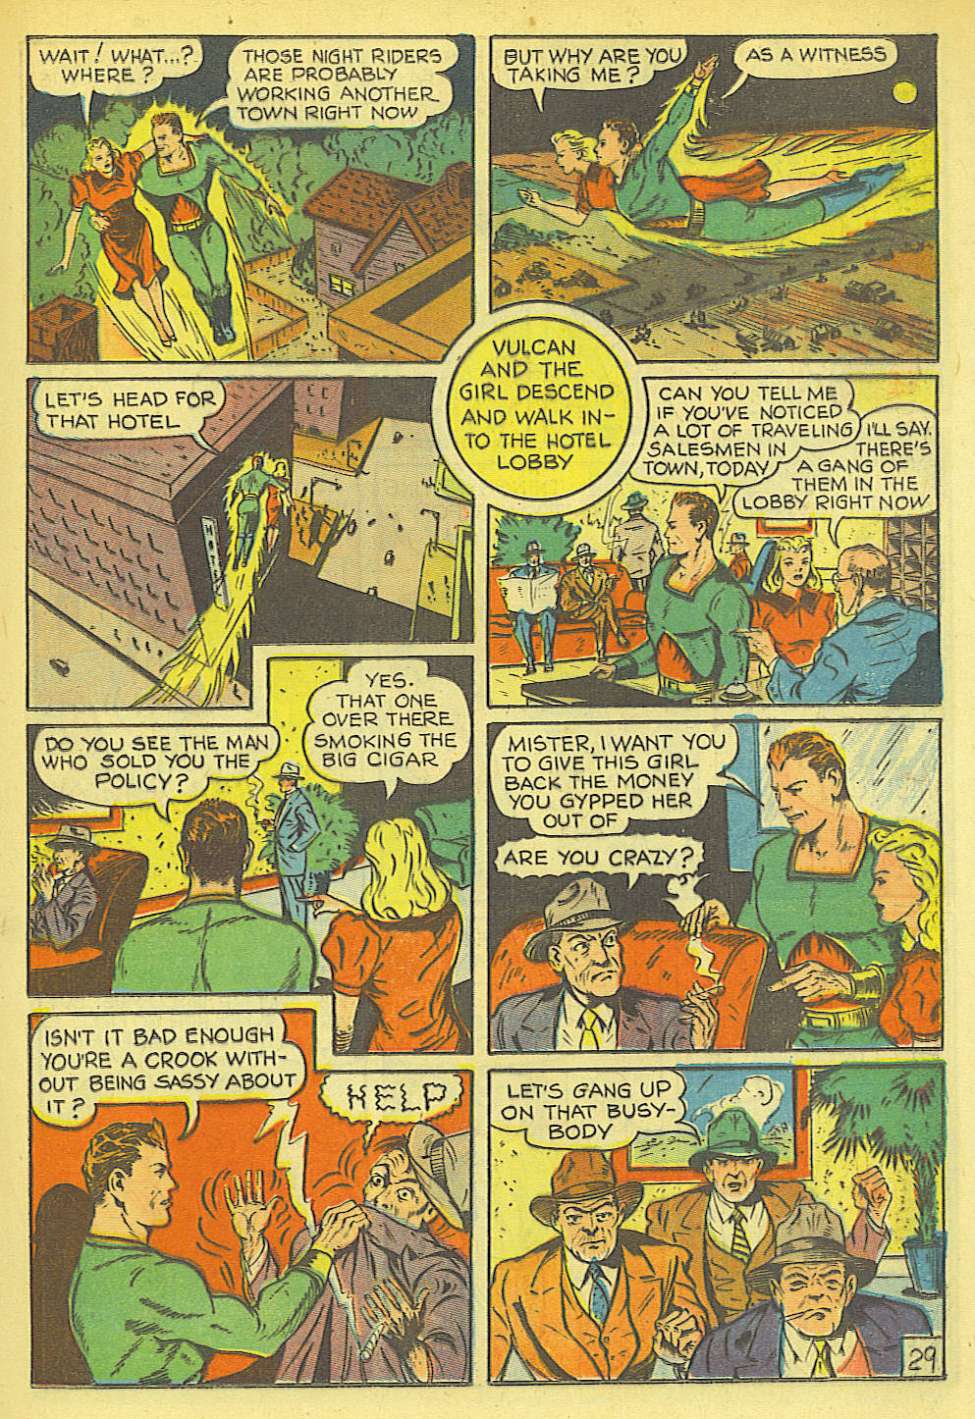 WAIT! WHAT...?
WHERE?
THOSE NIGHT RIDERS
ARE PROBABLY
WORKING ANOTHER
TOWN RIGHT NOW
BUT WHY ARE YOU
TAKING ME?
AS A WITNESS
LET'S HEAD FOR
THAT HOTEL
HOTEL
VULCAN
AND THE
GIRL DESCEND
AND WALK IN-
TO THE HOTEL
LOBBY
CAN YOU TELL ME
IF YOU'VE NOTICED
A LOT OF TRAVELING
SALESMEN IN
TOWN, TODAY
I'LL SAY.
THERE'S
A GANG OF
THEM IN THE
LOBBY RIGHT NOW
DO YOU SEE THE MAN
WHO SOLD YOU THE
POLICY?
YES.
THAT ONE
OVER THERE
SMOKING THE
BIG CIGAR
MISTER, I WANT YOU
TO GIVE THIS GIRL
BACK THE MONEY
YOU GYPPED HER
OUT OF
ARE YOU CRAZY?
ISN'T IT BAD ENOUGH
YOU'RE A CROOK WITH-
OUT BEING SASSY ABOUT
IT?
HELP
LET'S GANG UP
ON THAT BUSY-
BODY
29